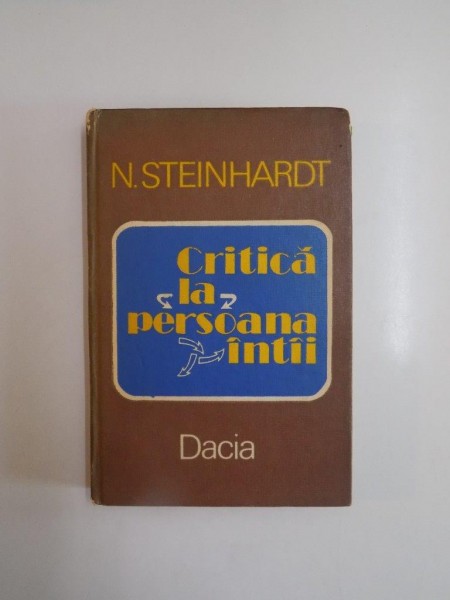 N. STEINHARDT
Critică
la
persoana
întîi
Dacia